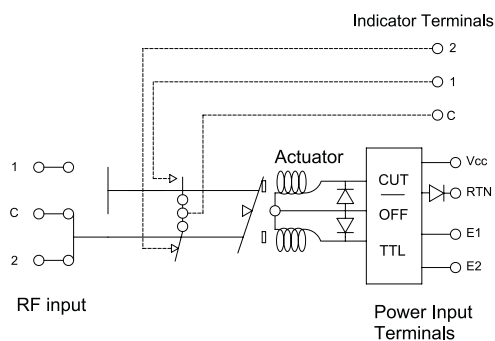 Indicator Terminals
2
1
C
Actuator
1
C
2
RF input
CUT
OFF
TTL
Vcc
RTN
E1
E2
Power Input
Terminals